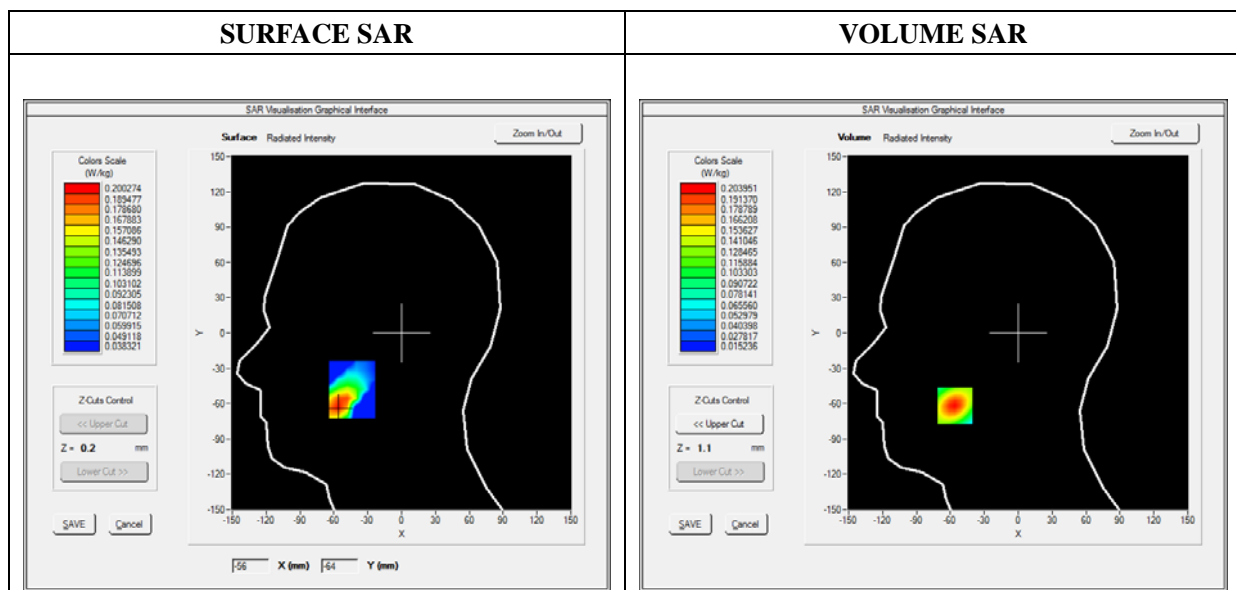 SURFACE SAR
VOLUME SAR
SAR Visualisation Graphical Interface
Surface Radiated Intensity
Zoom In/Out
Colors Scale
(W/kg)
0.200274
0.189477
0.178680
0.167883
0.157086
0.146290
0.135493
0.124696
0.113899
0.103102
0.092305
0.081508
0.070712
0.059915
0.049118
0.038321
Z-Cuts Control
<< Upper Cut
Z = 0.2 mm
Lower Cut >>
SAVE Cancel
150
120
90
60
30
0
-30
-60
-90
-120
-150
Y
-150 -120 -90 -60 -30 0 30 60 90 120 150
X
-56 X (mm) -64 Y (mm)
SAR Visualisation Graphical Interface
Volume Radiated Intensity
Zoom In/Out
Colors Scale
(W/kg)
0.203951
0.191370
0.178789
0.166208
0.153627
0.141046
0.128465
0.115884
0.103303
0.090722
0.078141
0.065560
0.052979
0.040398
0.027817
0.015236
Z-Cuts Control
<< Upper Cut
Z = 1.1 mm
Lower Cut >>
SAVE Cancel
150
120
90
60
30
0
-30
-60
-90
-120
-150
Y
-150 -120 -90 -60 -30 0 30 60 90 120 150
X